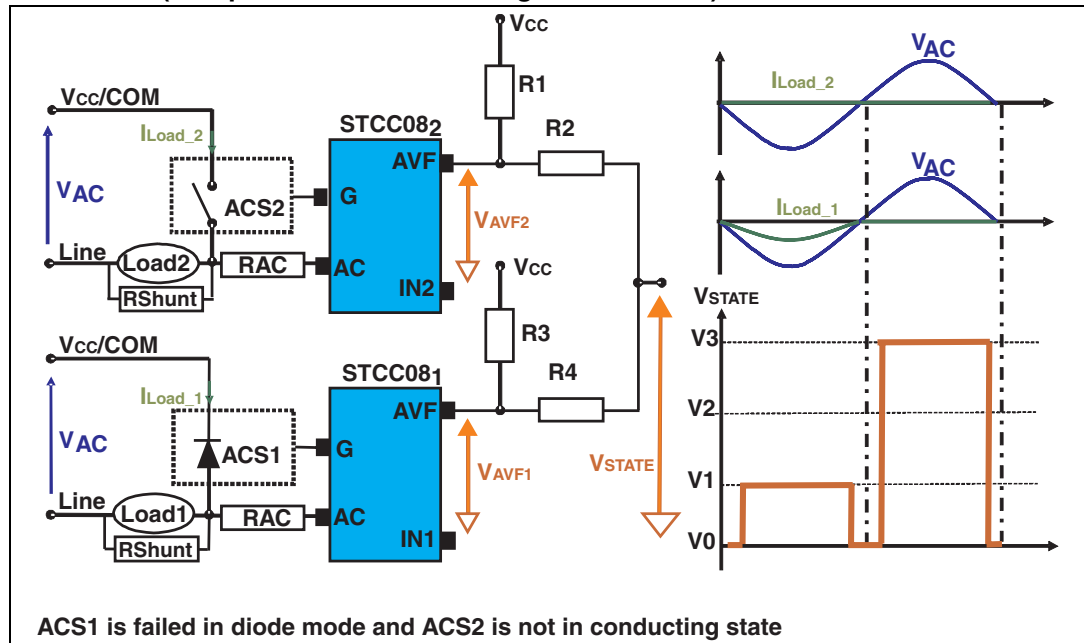 VCC
R1
VCC/COM
STCC082
R2
ILoad_2
AVF
VAC
G
ACS2
VAVF2
Line
Load2
RAC
AC
VCC
IN2
RShunt
R3
VCC/COM
STCC081
R4
ILoad_1
AVF
VAC
G
ACS1
VAVF1
VSTATE
Line
Load1
RAC
AC
IN1
RShunt
VAC
ILoad_2
VAC
ILoad_1
VSTATE
V3
V2
V1
V0
ACS1 is failed in diode mode and ACS2 is not in conducting state